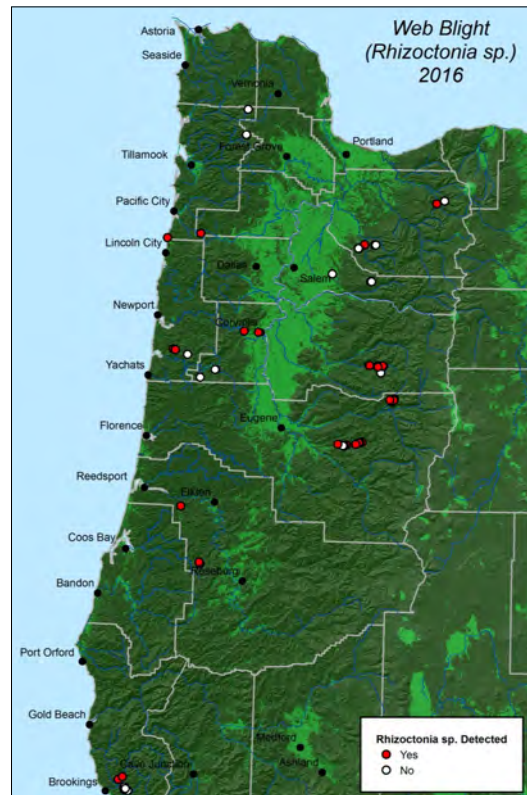 Web Blight
(Rhizoctonia sp.)
2016
Astoria
Seaside
Vernonia
Forest Grove
Portland
Tillamook
Pacific City
Lincoln City
Dallas
Salem
Newport
Corvallis
Yachats
Eugene
Florence
Reedsport
Elkton
Coos Bay
Roseburg
Bandon
Port Orford
Gold Beach
Medford
Cave Junction
Ashland
Brookings
Rhizoctonia sp. Detected
Yes
No